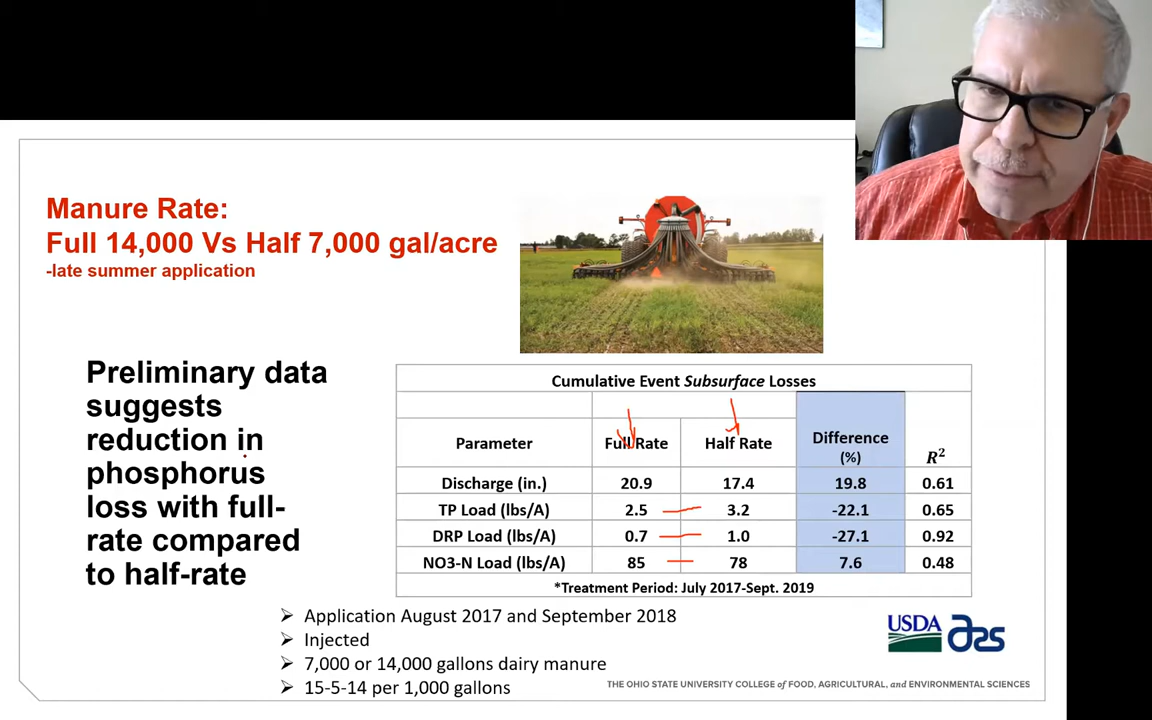 Manure Rate:
Full 14,000 Vs Half 7,000 gal/acre
-late summer application
Preliminary data
suggests
reduction in
phosphorus
loss with full-
rate compared
to half-rate
Cumulative Event Subsurface Losses
Parameter Full Rate Half Rate Difference (%) R²
Discharge (in.) 20.9 17.4 19.8 0.61
TP Load (lbs/A) 2.5 3.2 -22.1 0.65
DRP Load (lbs/A) 0.7 1.0 -27.1 0.92
NO3-N Load (lbs/A) 85 78 7.6 0.48
*Treatment Period: July 2017-Sept. 2019
➢ Application August 2017 and September 2018
➢ Injected
➢ 7,000 or 14,000 gallons dairy manure
➢ 15-5-14 per 1,000 gallons
USDA ars
THE OHIO STATE UNIVERSITY COLLEGE of FOOD, AGRICULTURAL, and ENVIRONMENTAL SCIENCES